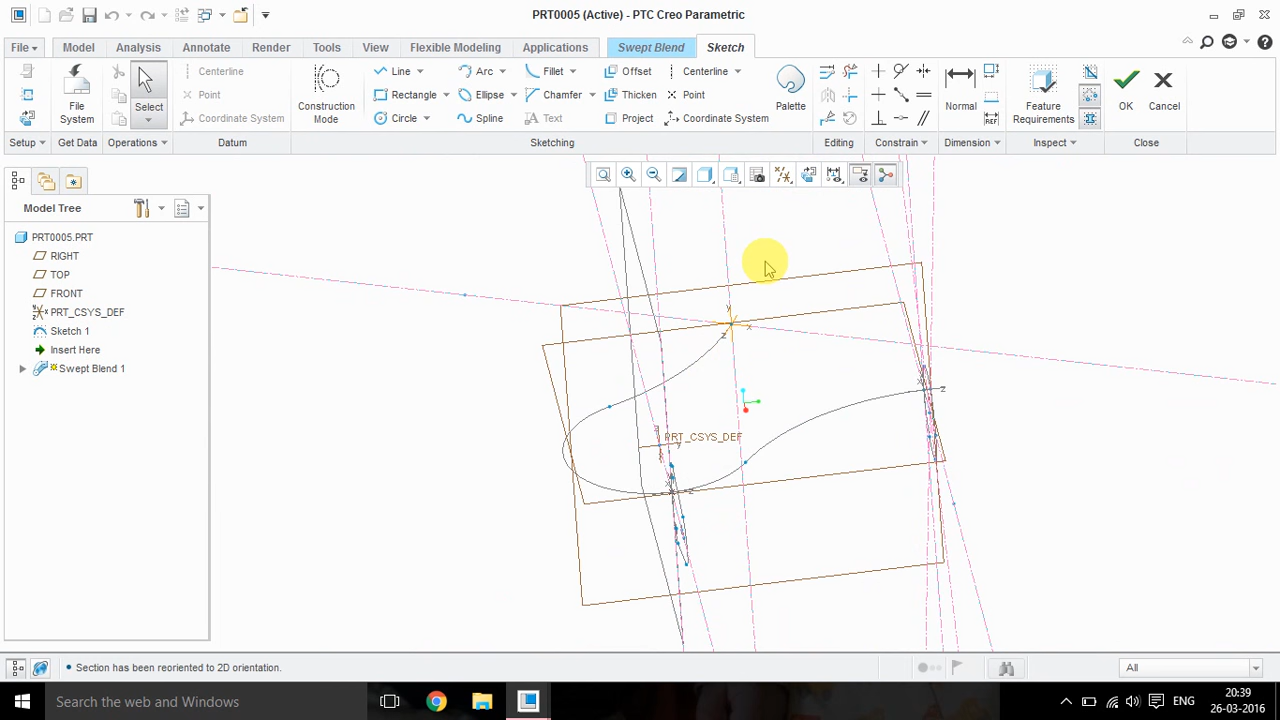 PRT0005 (Active) - PTC Creo Parametric
File Model Analysis Annotate Render Tools View Flexible Modeling Applications Swept Blend Sketch
File System
Select
Centerline
Point
Coordinate System
Construction Mode
Line Arc Fillet Offset Centerline
Rectangle Ellipse Chamfer Thicken Point
Circle Spline Text Project Coordinate System
Palette
Normal
REF
Feature Requirements
OK
Cancel
Setup Get Data Operations Datum Sketching Editing Constrain Dimension Inspect Close
Model Tree
PRT0005.PRT
RIGHT
TOP
FRONT
PRT_CSYS_DEF
Sketch 1
Insert Here
Swept Blend 1
y
x
z
x
z
PRT_CSYS_DEF
y
Section has been reoriented to 2D orientation.
All
Search the web and Windows
ENG
20:39
26-03-2016